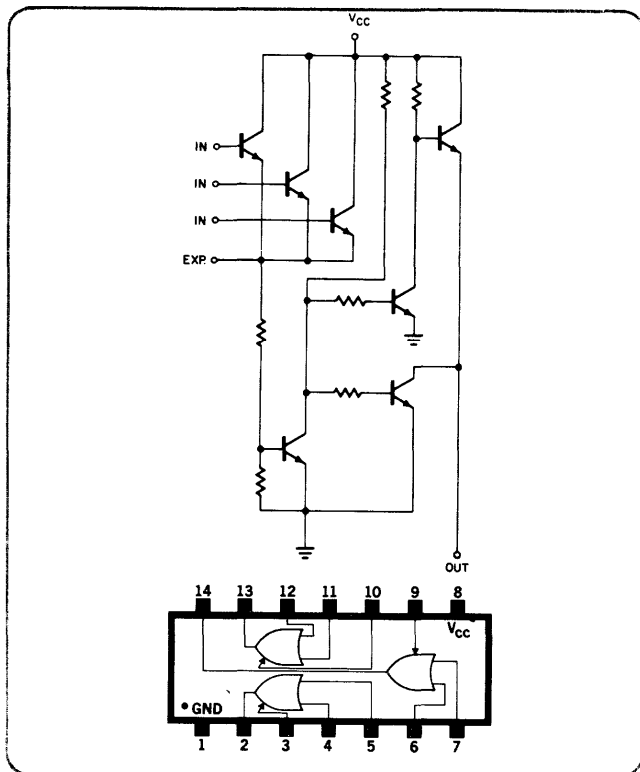 VCC
IN
IN
IN
EXP.
OUT
14 13 12 11 10 9 8
VCC
GND
1 2 3 4 5 6 7